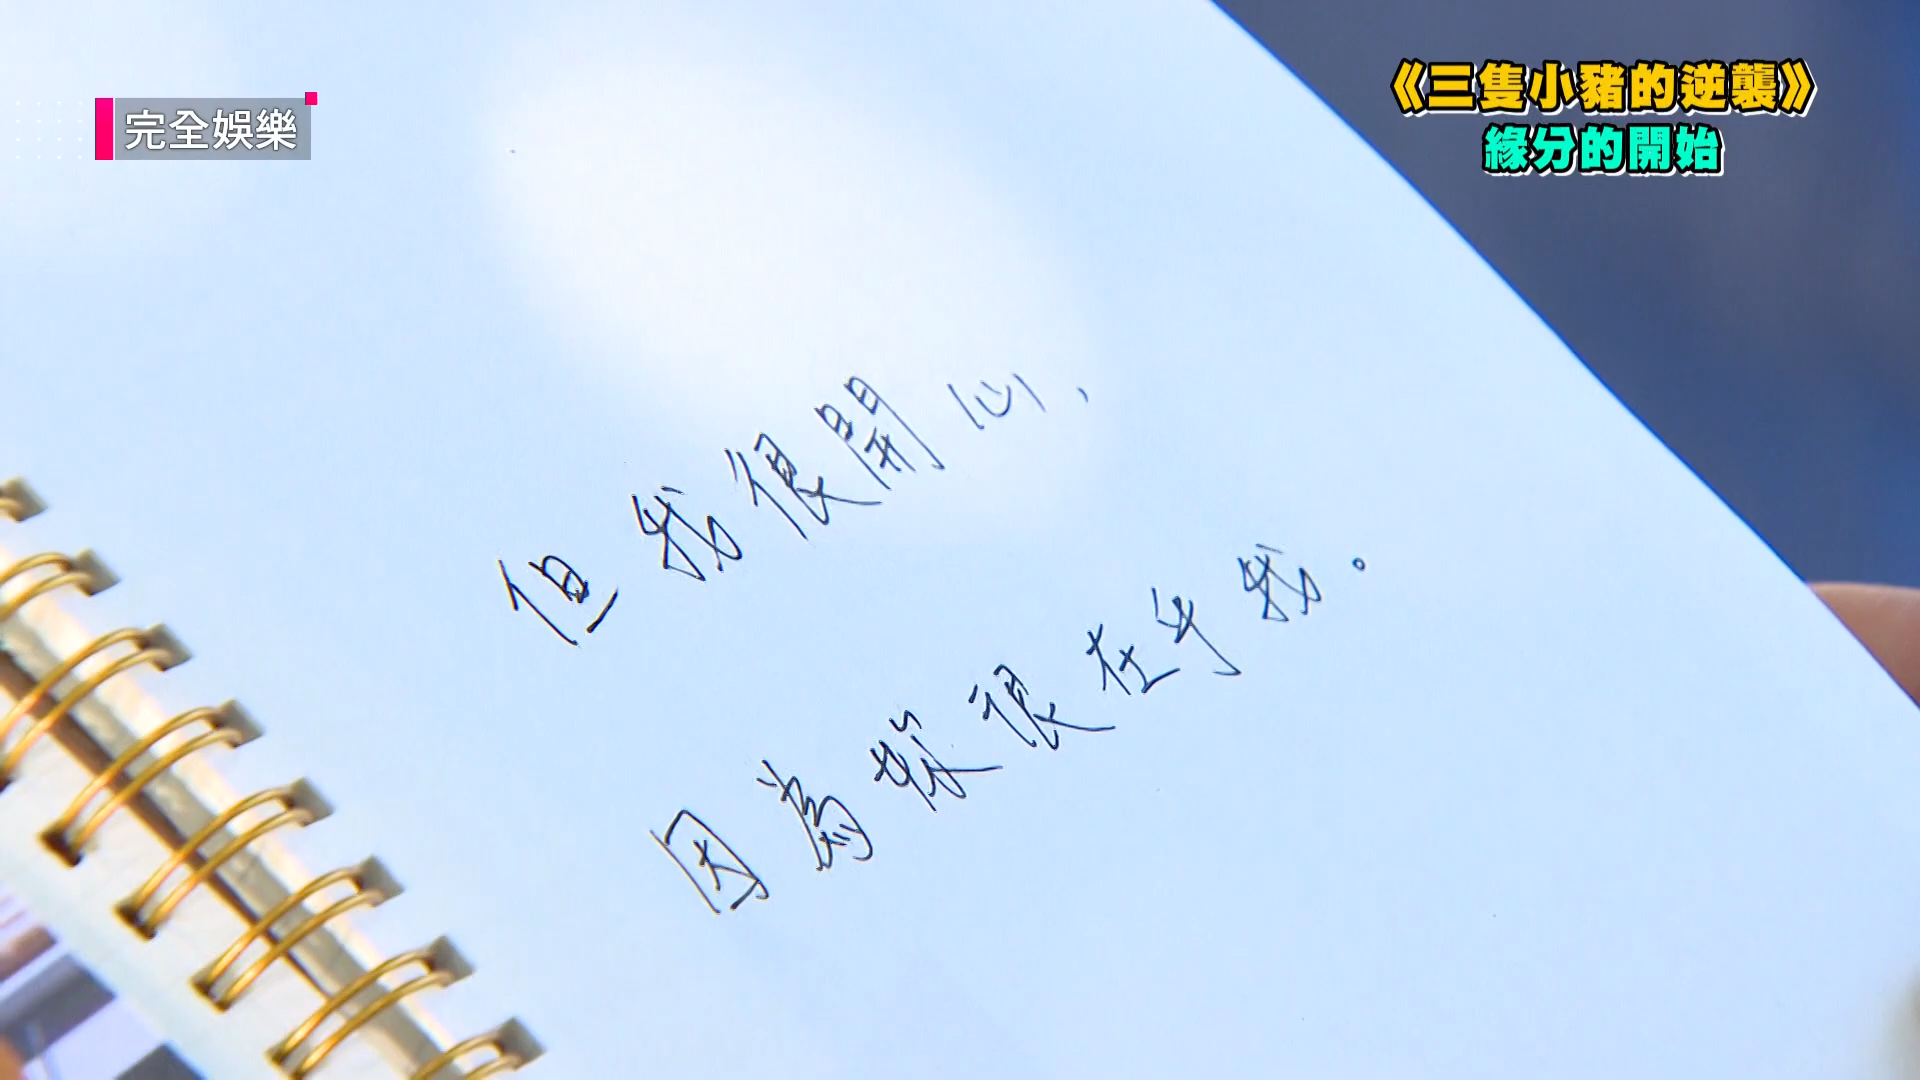 完全娛樂
《三隻小豬的逆襲》
緣分的開始
但我很開心,
因為你很在乎我。